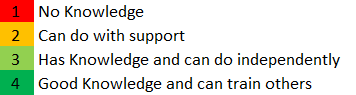 1 No Knowledge
2 Can do with support
3 Has Knowledge and can do independently
4 Good Knowledge and can train others